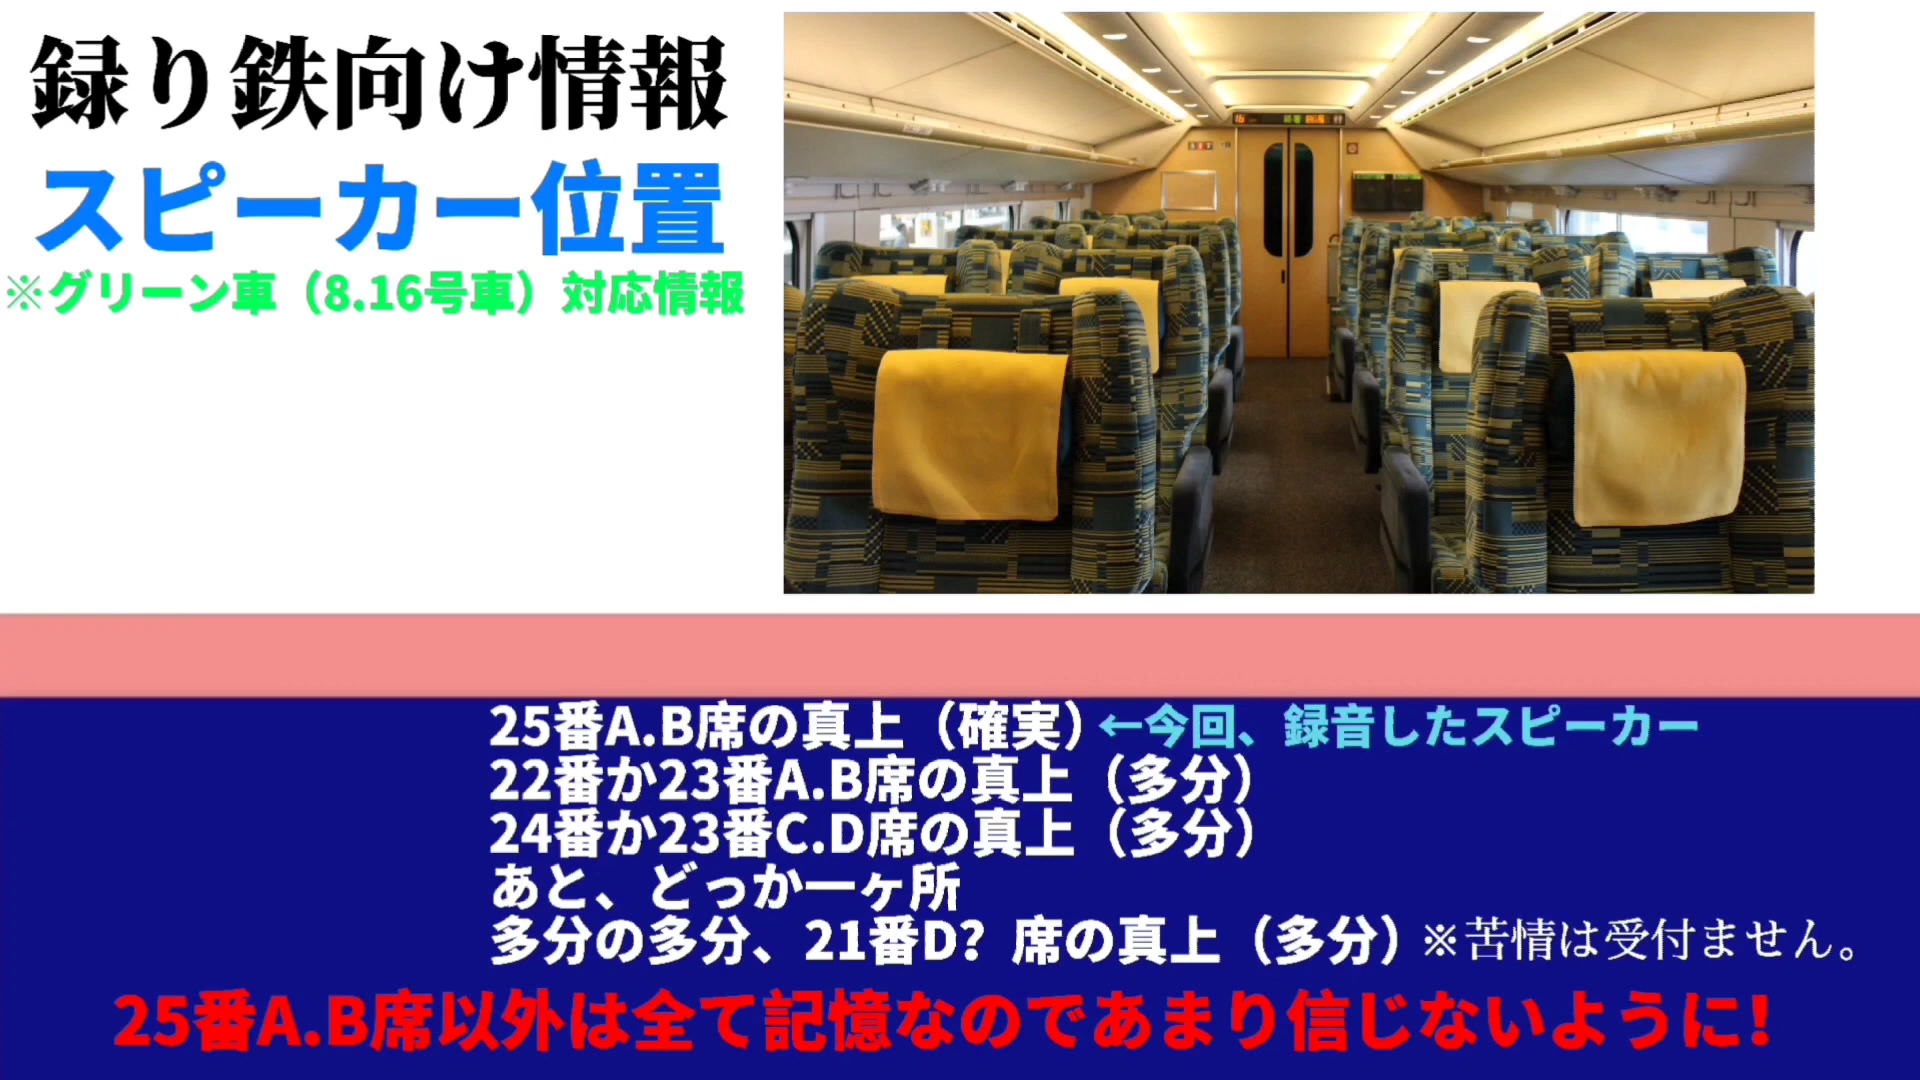 録り鉄向け情報
スピーカー位置
※グリーン車（8.16号車）対応情報
16
25番A.B席の真上（確実）←今回、録音したスピーカー
22番か23番A.B席の真上（多分）
24番か23番C.D席の真上（多分）
あと、どっか一ヶ所
多分の多分、21番D？席の真上（多分）※苦情は受付ません。
25番A.B席以外は全て記憶なのであまり信じないように！